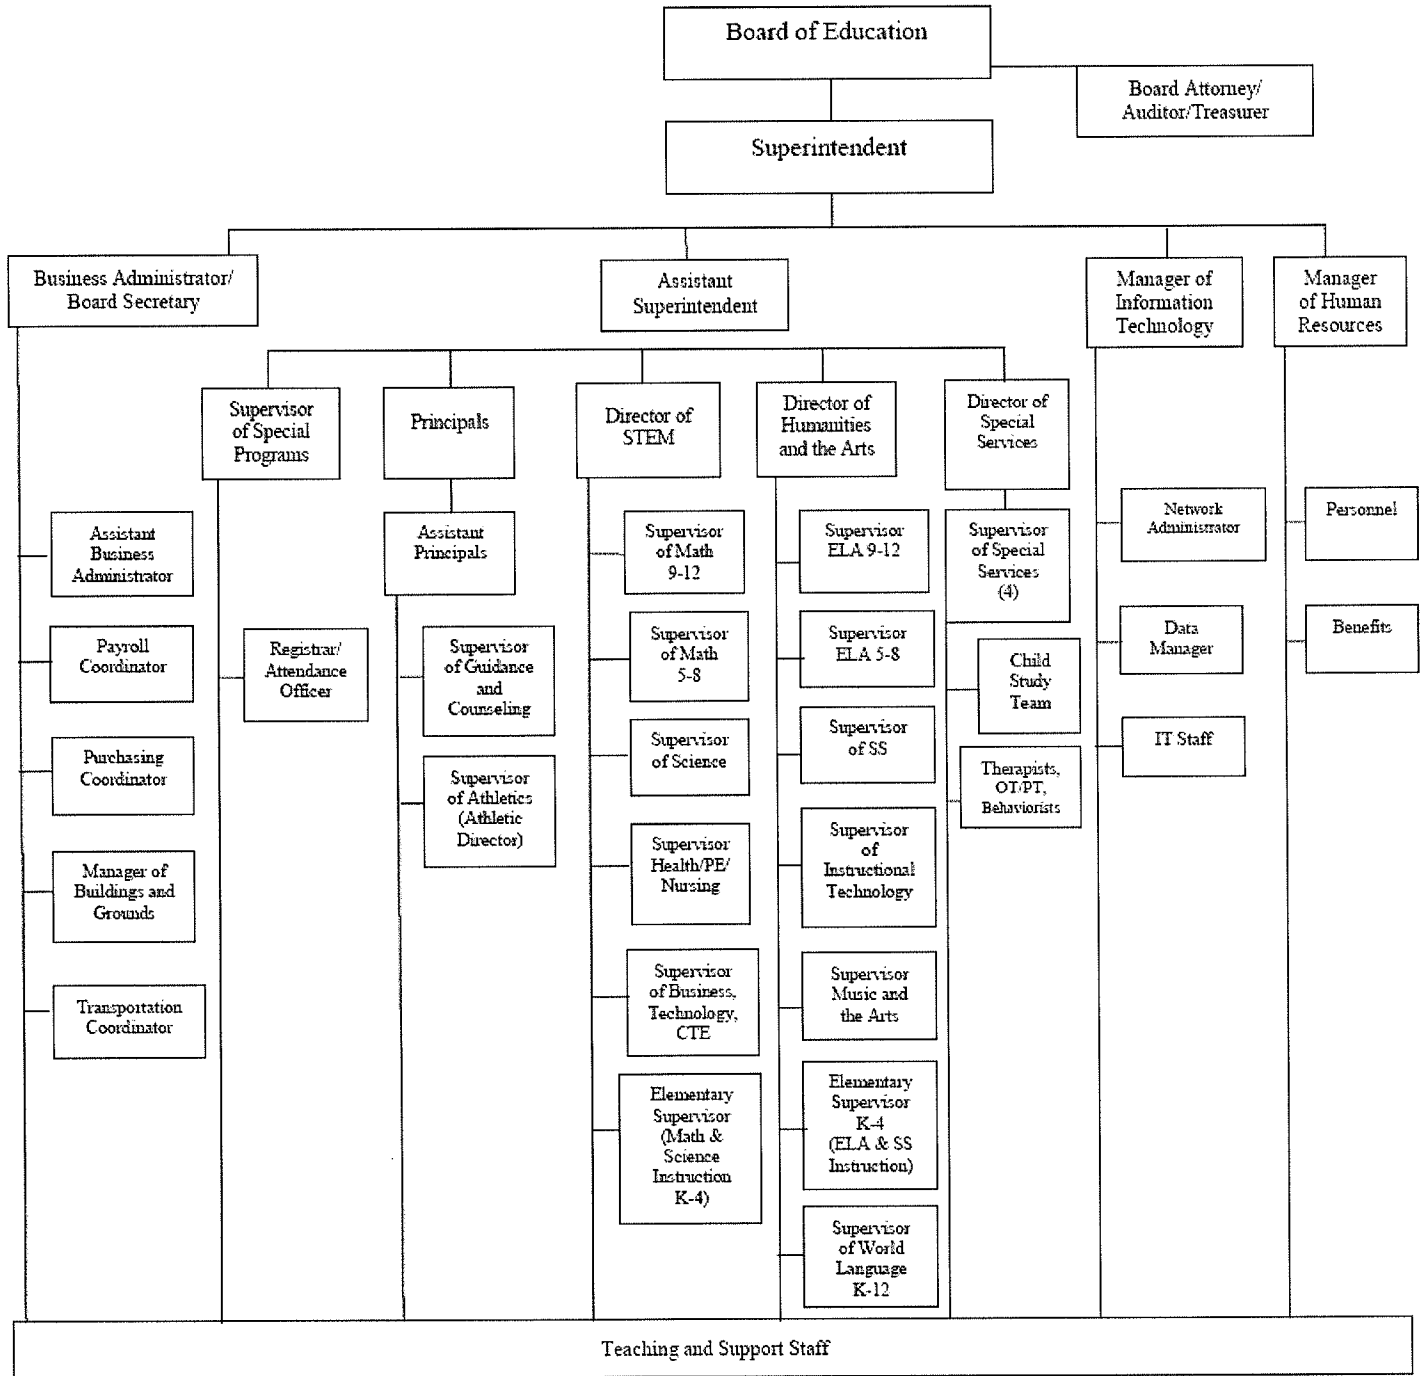 Board of Education
Board Attorney/
Auditor/Treasurer
Superintendent
Business Administrator/
Board Secretary
Assistant
Superintendent
Manager of
Information
Technology
Manager
of Human
Resources
Supervisor
of Special
Programs
Principals
Director of
STEM
Director of
Humanities
and the Arts
Director of
Special
Services
Assistant
Business
Administrator
Payroll
Coordinator
Purchasing
Coordinator
Manager of
Buildings and
Grounds
Transportation
Coordinator
Registrar/
Attendance
Officer
Assistant
Principals
Supervisor
of Guidance
and
Counseling
Supervisor
of Athletics
(Athletic
Director)
Supervisor
of Math
9-12
Supervisor
of Math
5-8
Supervisor
of Science
Supervisor
Health/PE/
Nursing
Supervisor
of Business,
Technology,
CTE
Elementary
Supervisor
(Math &
Science
Instruction
K-4)
Supervisor
ELA 9-12
Supervisor
ELA 5-8
Supervisor
of SS
Supervisor
of
Instructional
Technology
Supervisor
Music and
the Arts
Elementary
Supervisor
K-4
(ELA & SS
Instruction)
Supervisor
of World
Language
K-12
Supervisor
of Special
Services
(4)
Child
Study
Team
Therapists,
OT/PT,
Behaviorists
Network
Administrator
Data
Manager
IT Staff
Personnel
Benefits
Teaching and Support Staff